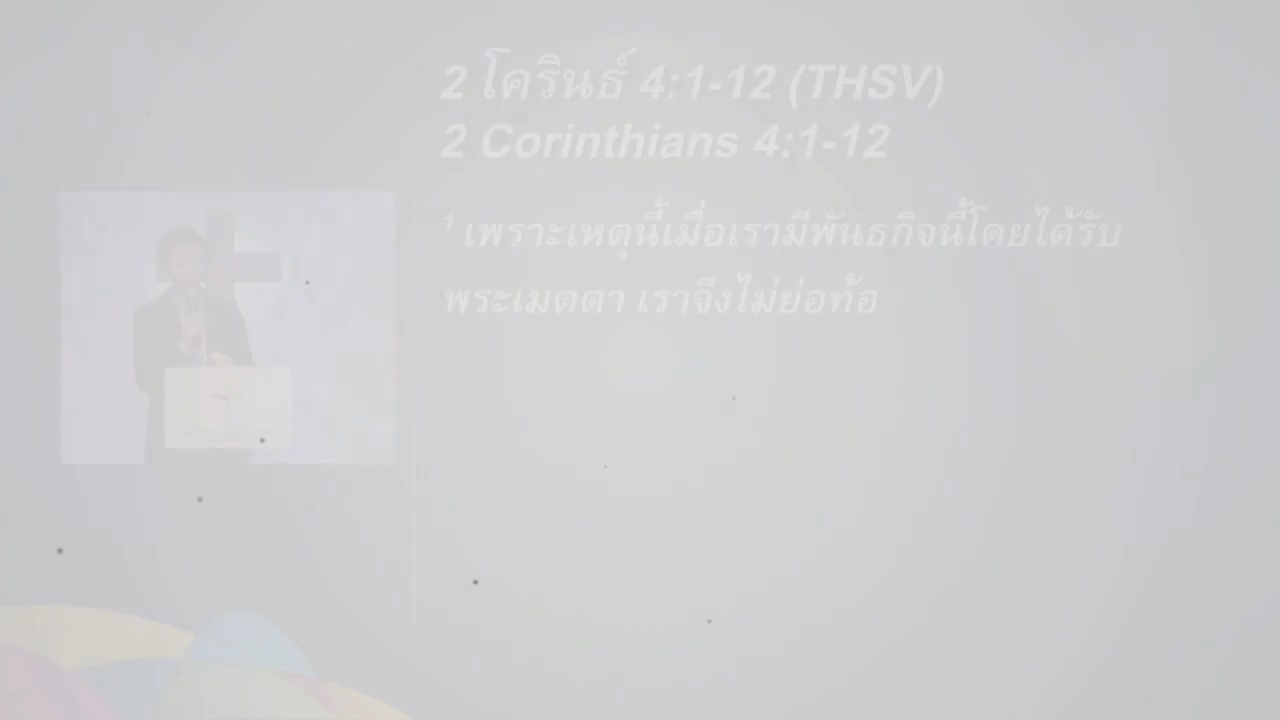 2 โครินธ์ 4:1-12 (THSV)
2 Corinthians 4:1-12
¹ เพราะเหตุนี้เมื่อเรามีพันธกิจนี้โดยได้รับ
พระเมตตา เราจึงไม่ย่อท้อ